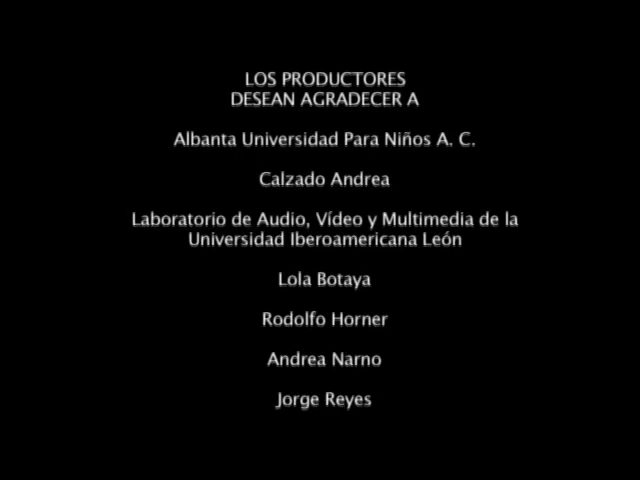 LOS PRODUCTORES
DESEAN AGRADECER A
Albanta Universidad Para Niños A. C.
Calzado Andrea
Laboratorio de Audio, Vídeo y Multimedia de la
Universidad Iberoamericana León
Lola Botaya
Rodolfo Horner
Andrea Narno
Jorge Reyes